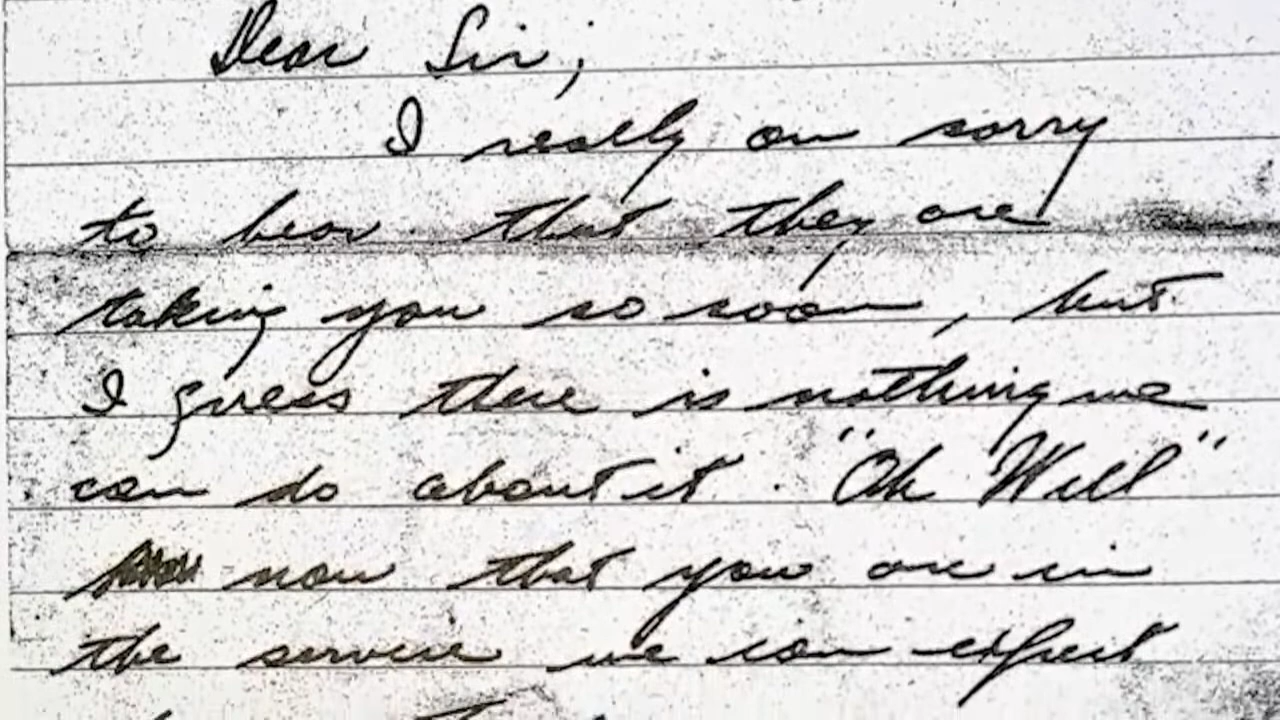 Dear Sir;
I really am sorry
to hear that they are
taking you so soon, but
I guess there is nothing we
can do about it. "Oh Well"
now that you are in
the service we can expect